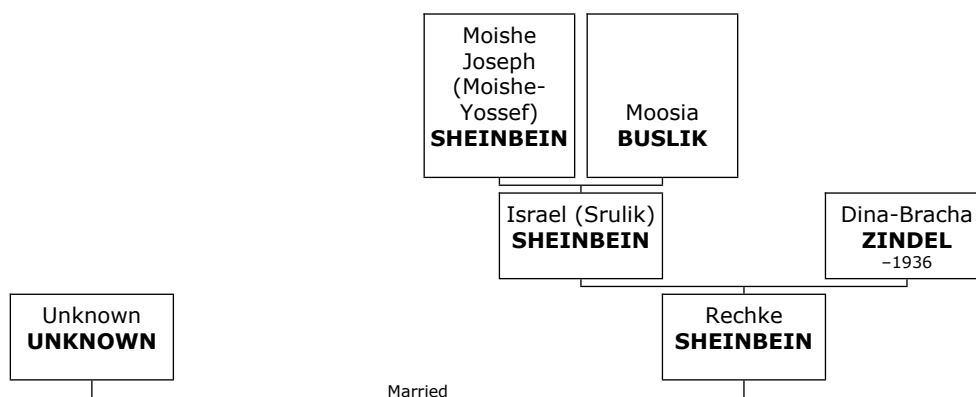 Moishe
Joseph
(Moishe-
Yossef)
SHEINBEIN
Moosia
BUSLIK
Israel (Srulik)
SHEINBEIN
Dina-Bracha
ZINDEL
–1936
Unknown
UNKNOWN
Rechke
SHEINBEIN
Married